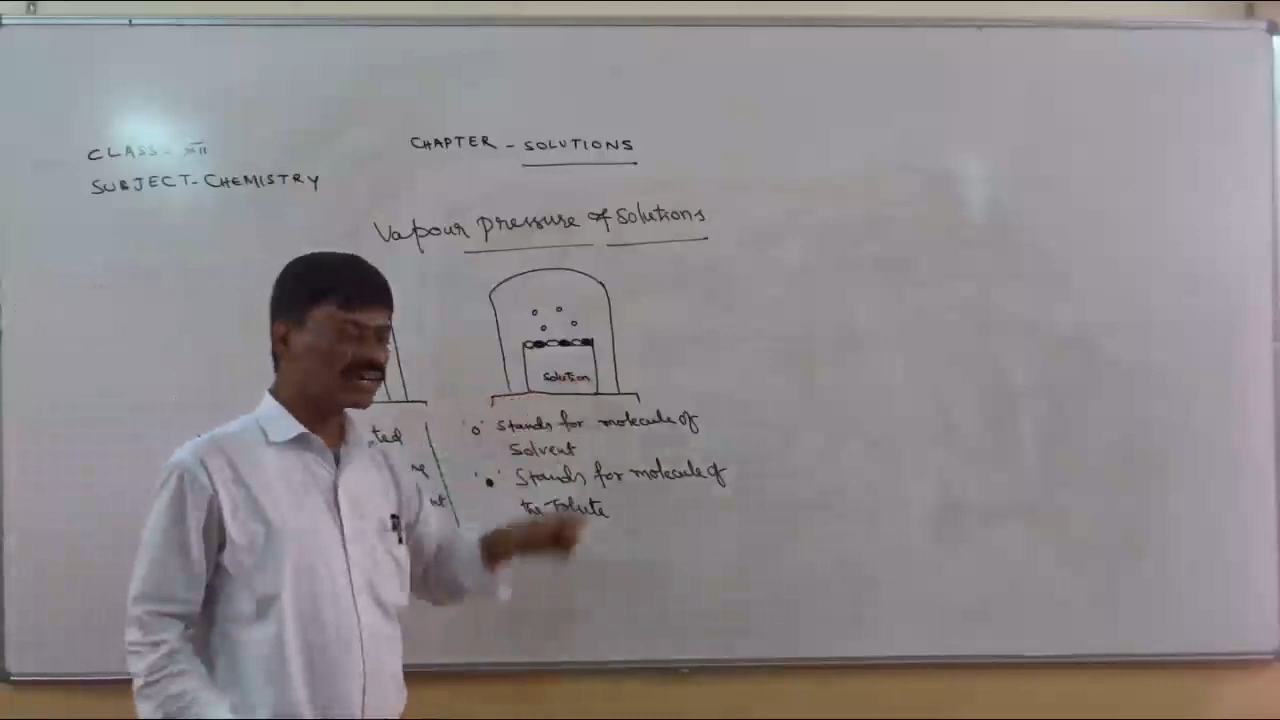 CLASS - XII
SUBJECT - CHEMISTRY
CHAPTER - SOLUTIONS
Vapour Pressure of Solutions
Solution
'o' Stands for molecule of
Solvent
'•' Stands for molecule of
the